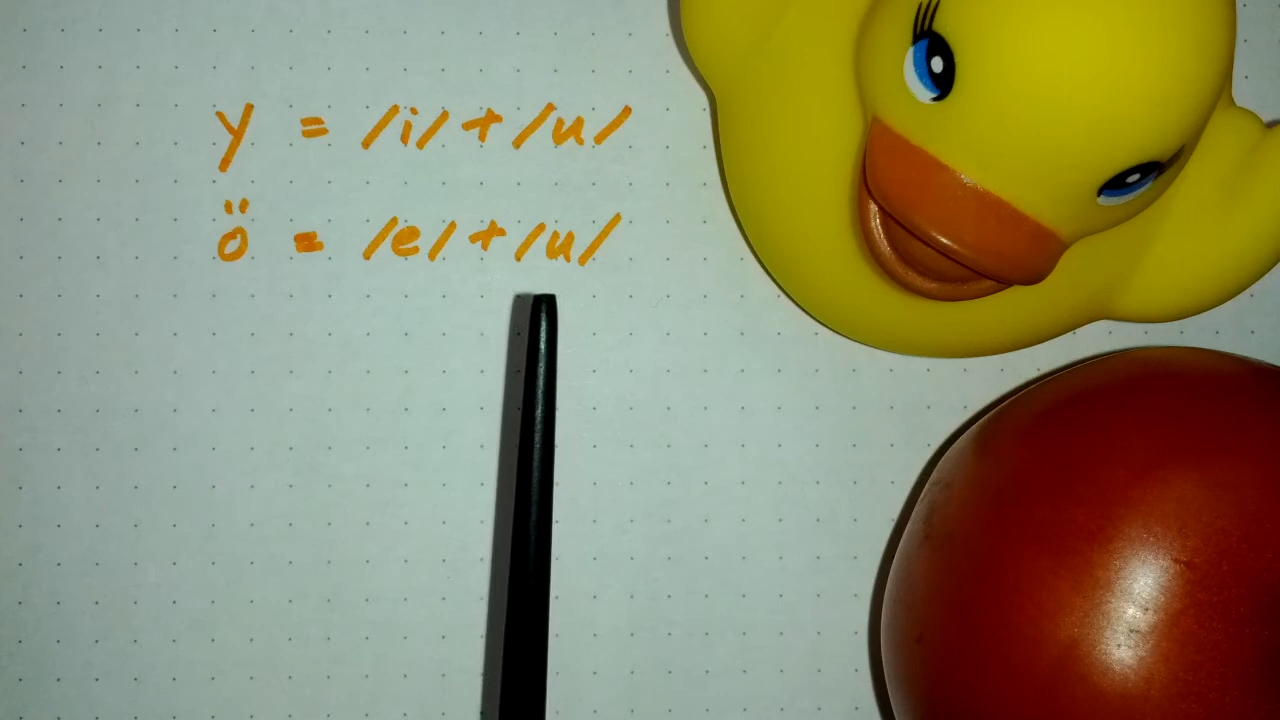 y = /i/ + /u/
ö = /e/ + /u/